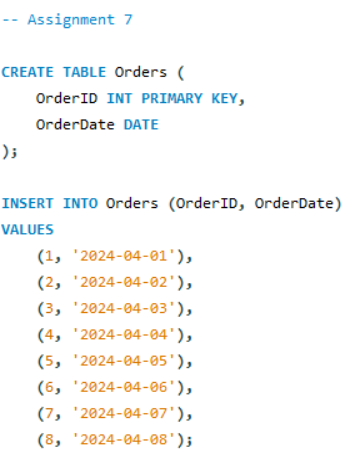 -- Assignment 7
CREATE TABLE Orders (
    OrderID INT PRIMARY KEY,
    OrderDate DATE
);
INSERT INTO Orders (OrderID, OrderDate)
VALUES
    (1, '2024-04-01'),
    (2, '2024-04-02'),
    (3, '2024-04-03'),
    (4, '2024-04-04'),
    (5, '2024-04-05'),
    (6, '2024-04-06'),
    (7, '2024-04-07'),
    (8, '2024-04-08');